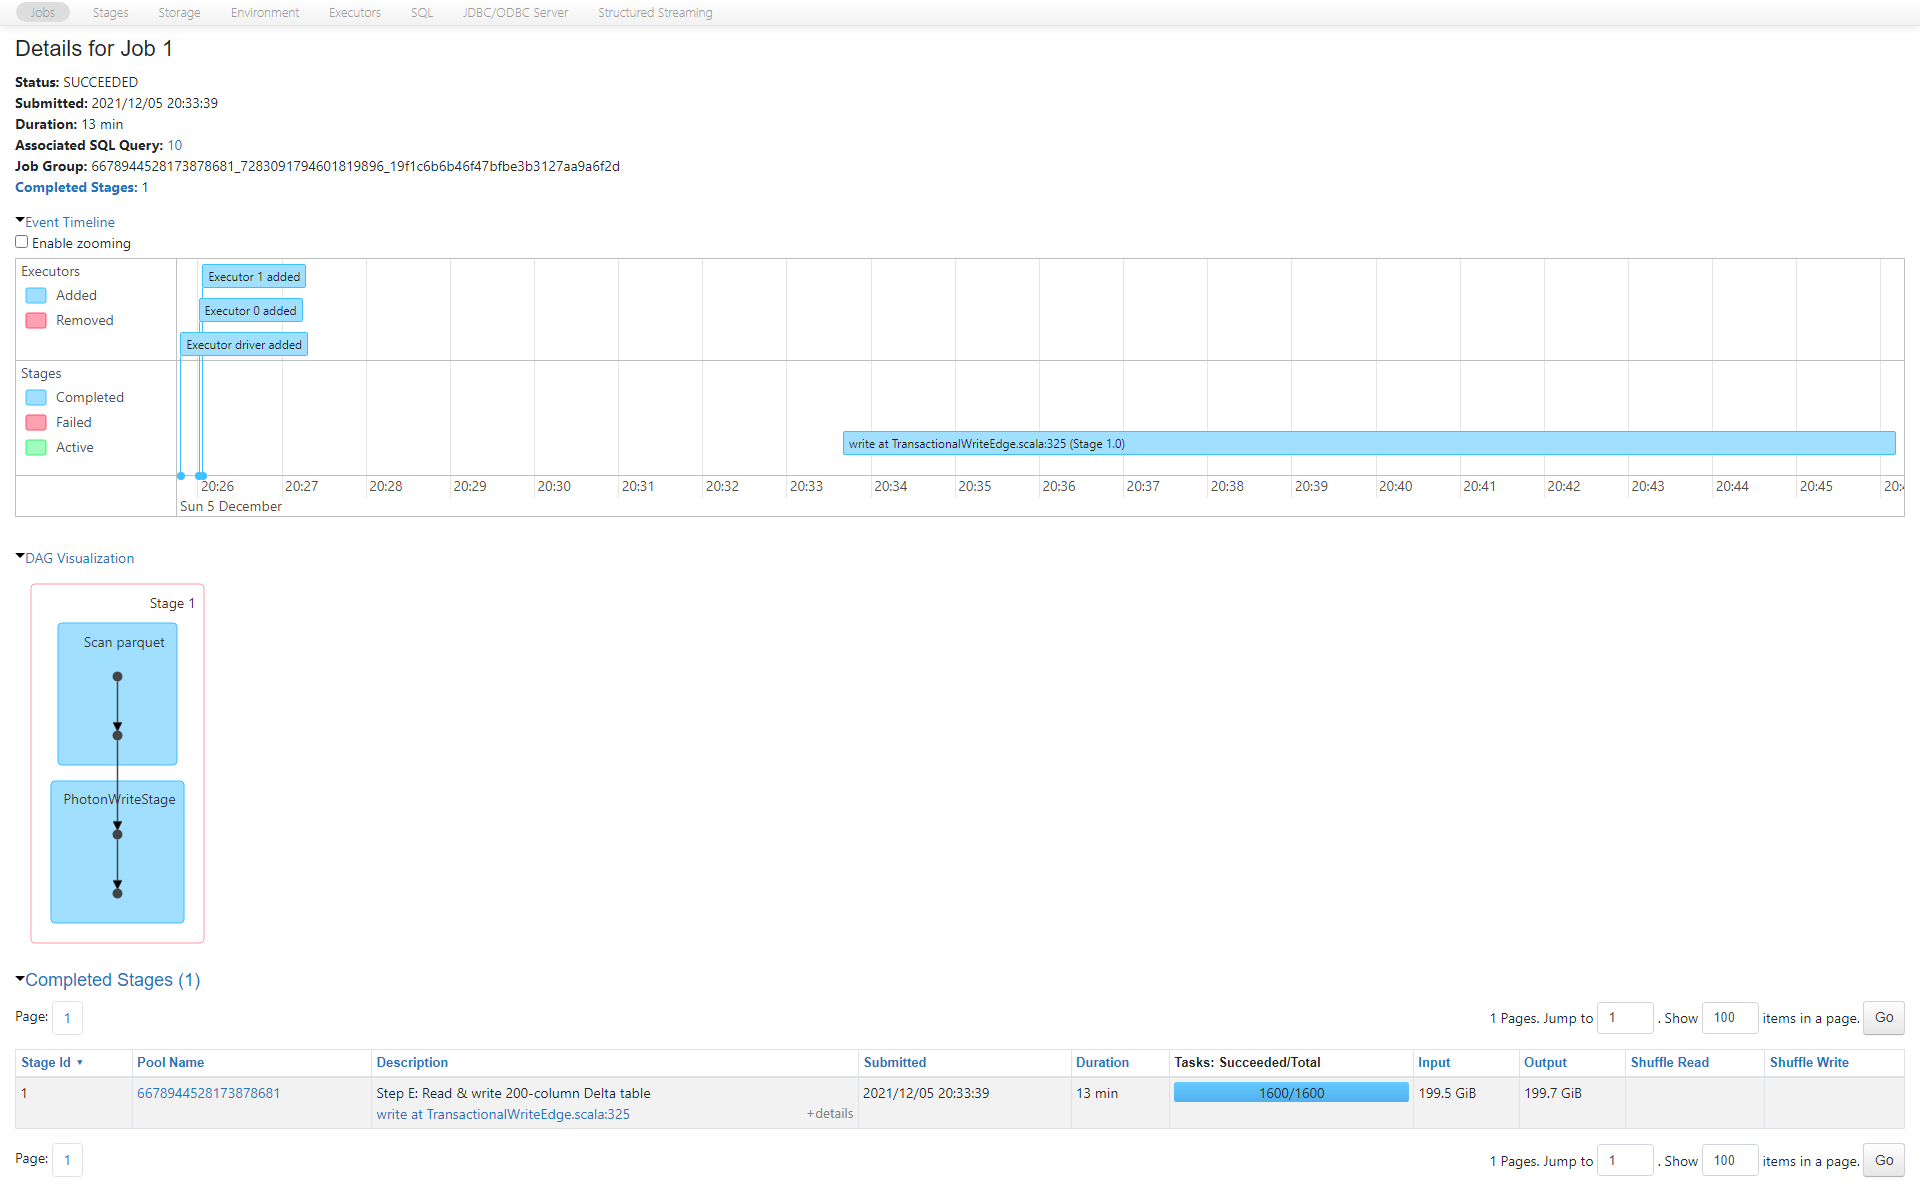 Jobs Stages Storage Environment Executors SQL JDBC/ODBC Server Structured Streaming
Details for Job 1
Status: SUCCEEDED
Submitted: 2021/12/05 20:33:39
Duration: 13 min
Associated SQL Query: 10
Job Group: 6678944528173878681_7283091794601819896_19f1c6b6b46f47bfbe3b3127aa9a6f2d
Completed Stages: 1
Event Timeline
Enable zooming
Executors
Added
Removed
Executor 1 added
Executor 0 added
Executor driver added
Stages
Completed
Failed
Active
write at TransactionalWriteEdge.scala:325 (Stage 1.0)
20:26 20:27 20:28 20:29 20:30 20:31 20:32 20:33 20:34 20:35 20:36 20:37 20:38 20:39 20:40 20:41 20:42 20:43 20:44 20:45
Sun 5 December
DAG Visualization
Stage 1
Scan parquet
PhotonWriteStage
Completed Stages (1)
Page: 1 1 Pages. Jump to 1 . Show 100 items in a page. Go
Stage Id Pool Name Description Submitted Duration Tasks: Succeeded/Total Input Output Shuffle Read Shuffle Write
1 6678944528173878681 Step E: Read & write 200-column Delta table 2021/12/05 20:33:39 13 min 1600/1600 199.5 GiB 199.7 GiB
write at TransactionalWriteEdge.scala:325 +details
Page: 1 1 Pages. Jump to 1 . Show 100 items in a page. Go